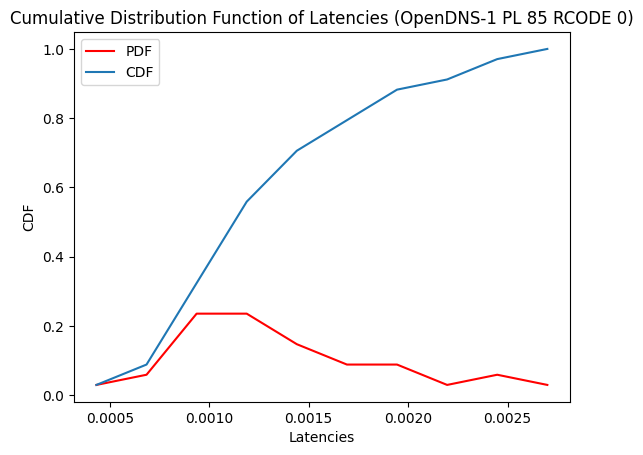 Cumulative Distribution Function of Latencies (OpenDNS-1 PL 85 RCODE 0)
PDF
CDF
1.0
0.8
0.6
0.4
0.2
0.0
CDF
0.0005 0.0010 0.0015 0.0020 0.0025
Latencies